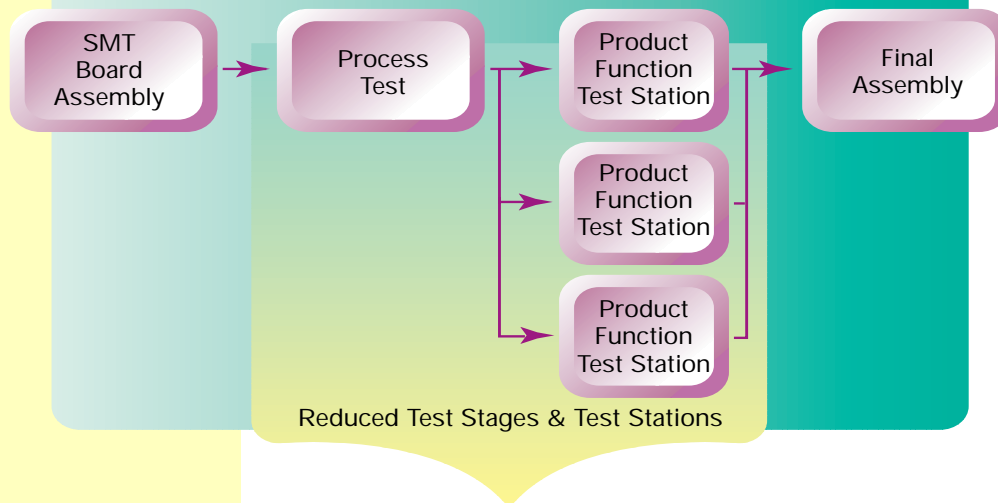 SMT
Board
Assembly
Process
Test
Product
Function
Test Station
Product
Function
Test Station
Product
Function
Test Station
Final
Assembly
Reduced Test Stages & Test Stations